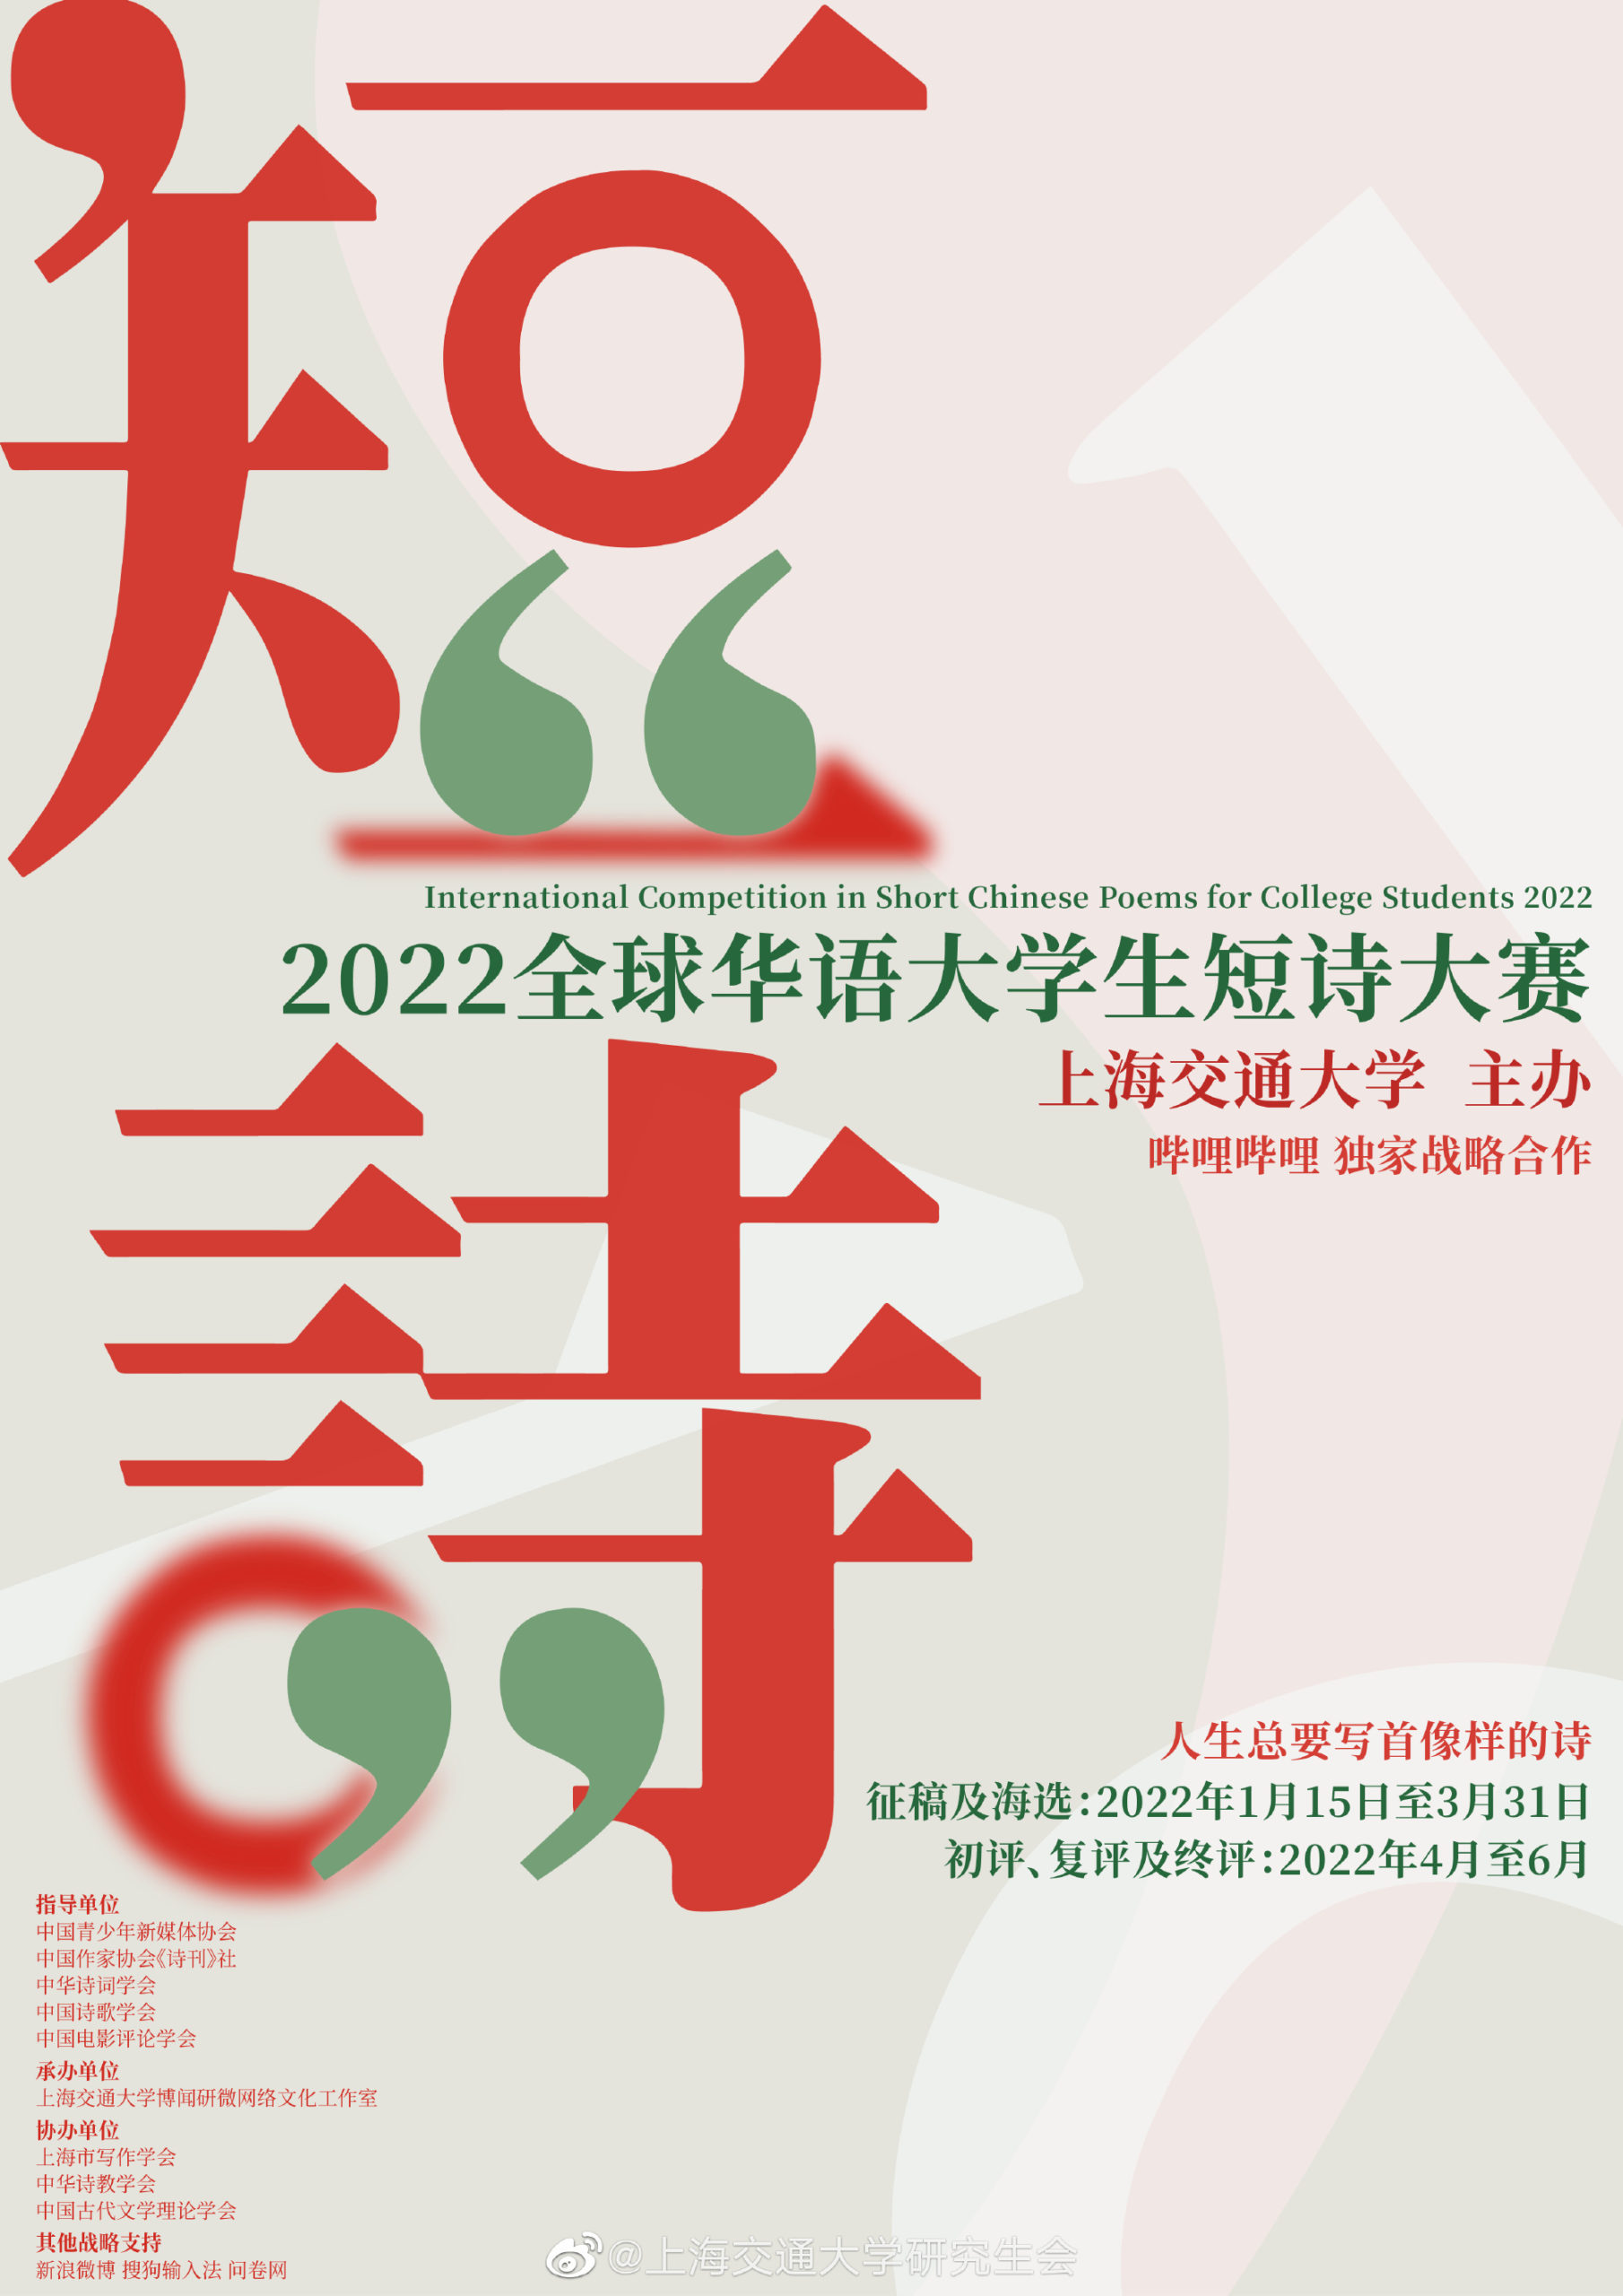 短
International Competition in Short Chinese Poems for College Students 2022
2022全球华语大学生短诗大赛
上海交通大学 主办
哔哩哔哩 独家战略合作
詩
人生总要写首像样的诗
征稿及海选：2022年1月15日至3月31日
初评、复评及终评：2022年4月至6月
指导单位
中国青少年新媒体协会
中国作家协会《诗刊》社
中华诗词学会
中国诗歌学会
中国电影评论学会
承办单位
上海交通大学博闻研微网络文化工作室
协办单位
上海市写作学会
中华诗教学会
中国古代文学理论学会
其他战略支持
新浪微博 搜狗输入法 问卷网
@上海交通大学研究生会